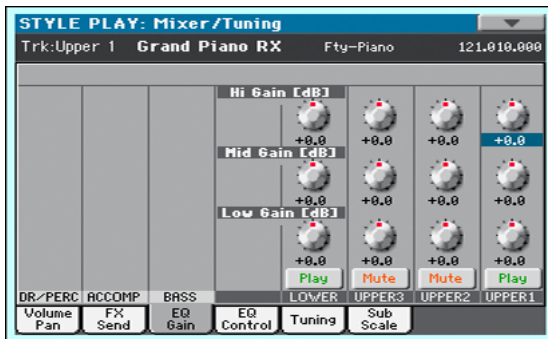 STYLE PLAY: Mixer/Tuning
Trk:Upper 1 Grand Piano RX Fty-Piano 121.010.000
Hi Gain [dB]
+0.0 +0.0 +0.0 +0.0
Mid Gain [dB]
+0.0 +0.0 +0.0 +0.0
Low Gain [dB]
+0.0 +0.0 +0.0 +0.0
Play Mute Mute Play
DR/PERC ACCOMP BASS LOWER UPPER3 UPPER2 UPPER1
Volume Pan FX Send EQ Gain EQ Control Tuning Sub Scale